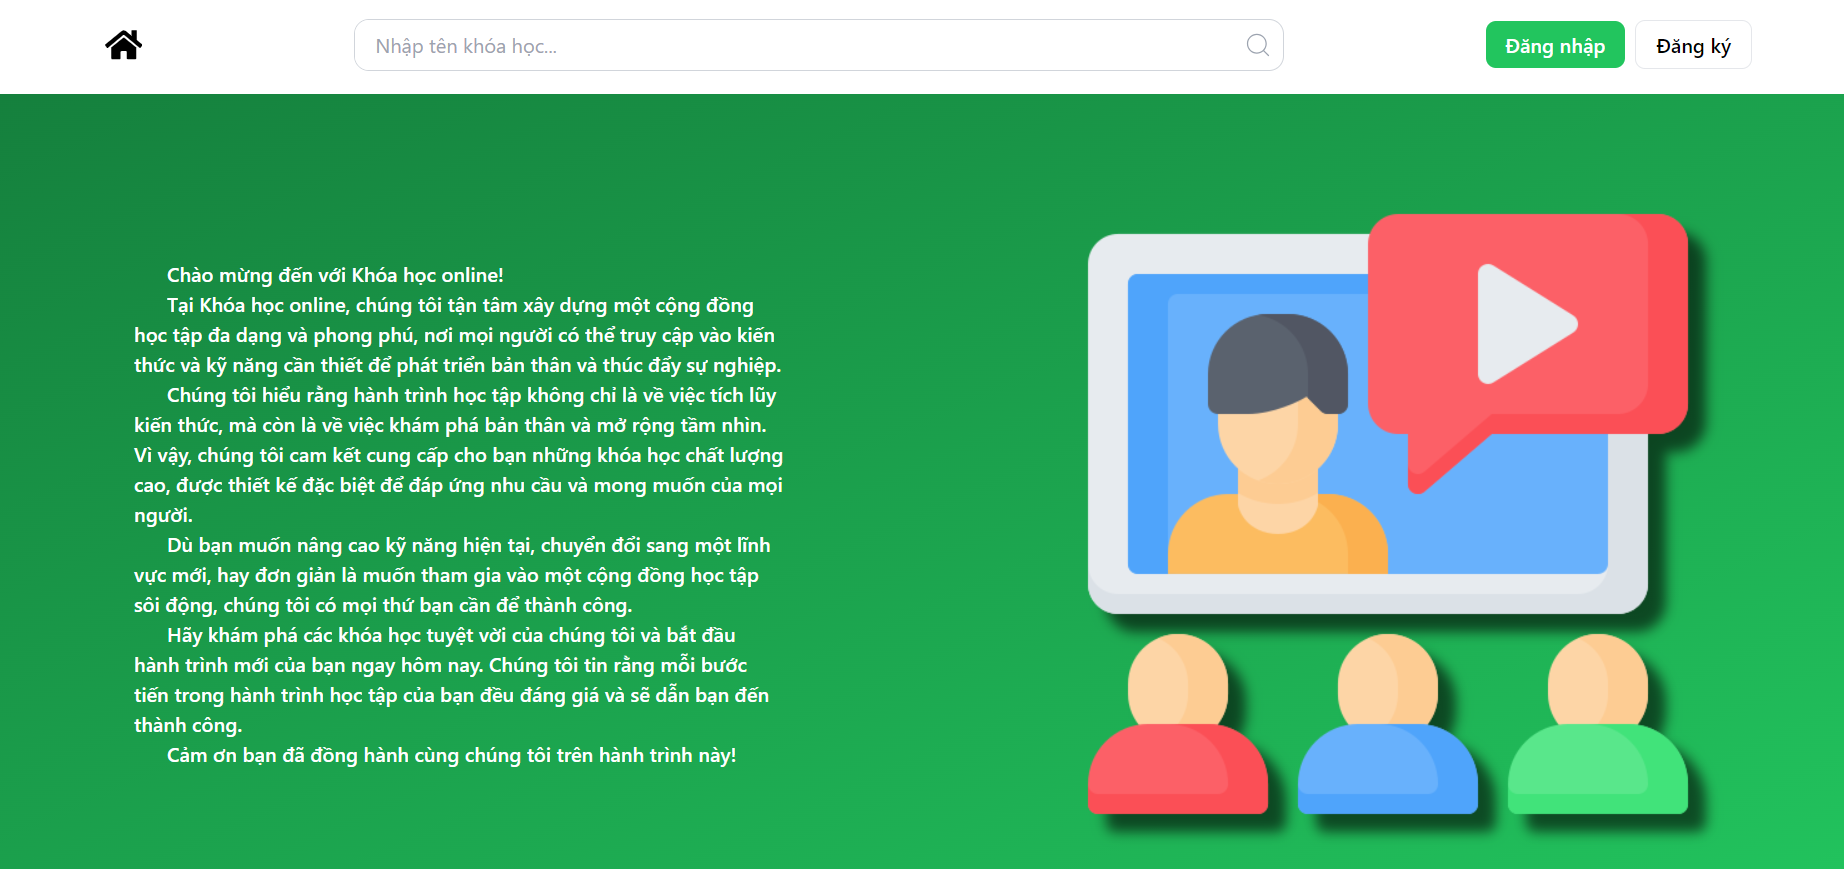 Nhập tên khóa học...
Đăng nhập
Đăng ký
Chào mừng đến với Khóa học online!
Tại Khóa học online, chúng tôi tận tâm xây dựng một cộng đồng
học tập đa dạng và phong phú, nơi mọi người có thể truy cập vào kiến
thức và kỹ năng cần thiết để phát triển bản thân và thúc đẩy sự nghiệp.
Chúng tôi hiểu rằng hành trình học tập không chỉ là về việc tích lũy
kiến thức, mà còn là về việc khám phá bản thân và mở rộng tầm nhìn.
Vì vậy, chúng tôi cam kết cung cấp cho bạn những khóa học chất lượng
cao, được thiết kế đặc biệt để đáp ứng nhu cầu và mong muốn của mọi
người.
Dù bạn muốn nâng cao kỹ năng hiện tại, chuyển đổi sang một lĩnh
vực mới, hay đơn giản là muốn tham gia vào một cộng đồng học tập
sôi động, chúng tôi có mọi thứ bạn cần để thành công.
Hãy khám phá các khóa học tuyệt vời của chúng tôi và bắt đầu
hành trình mới của bạn ngay hôm nay. Chúng tôi tin rằng mỗi bước
tiến trong hành trình học tập của bạn đều đáng giá và sẽ dẫn bạn đến
thành công.
Cảm ơn bạn đã đồng hành cùng chúng tôi trên hành trình này!